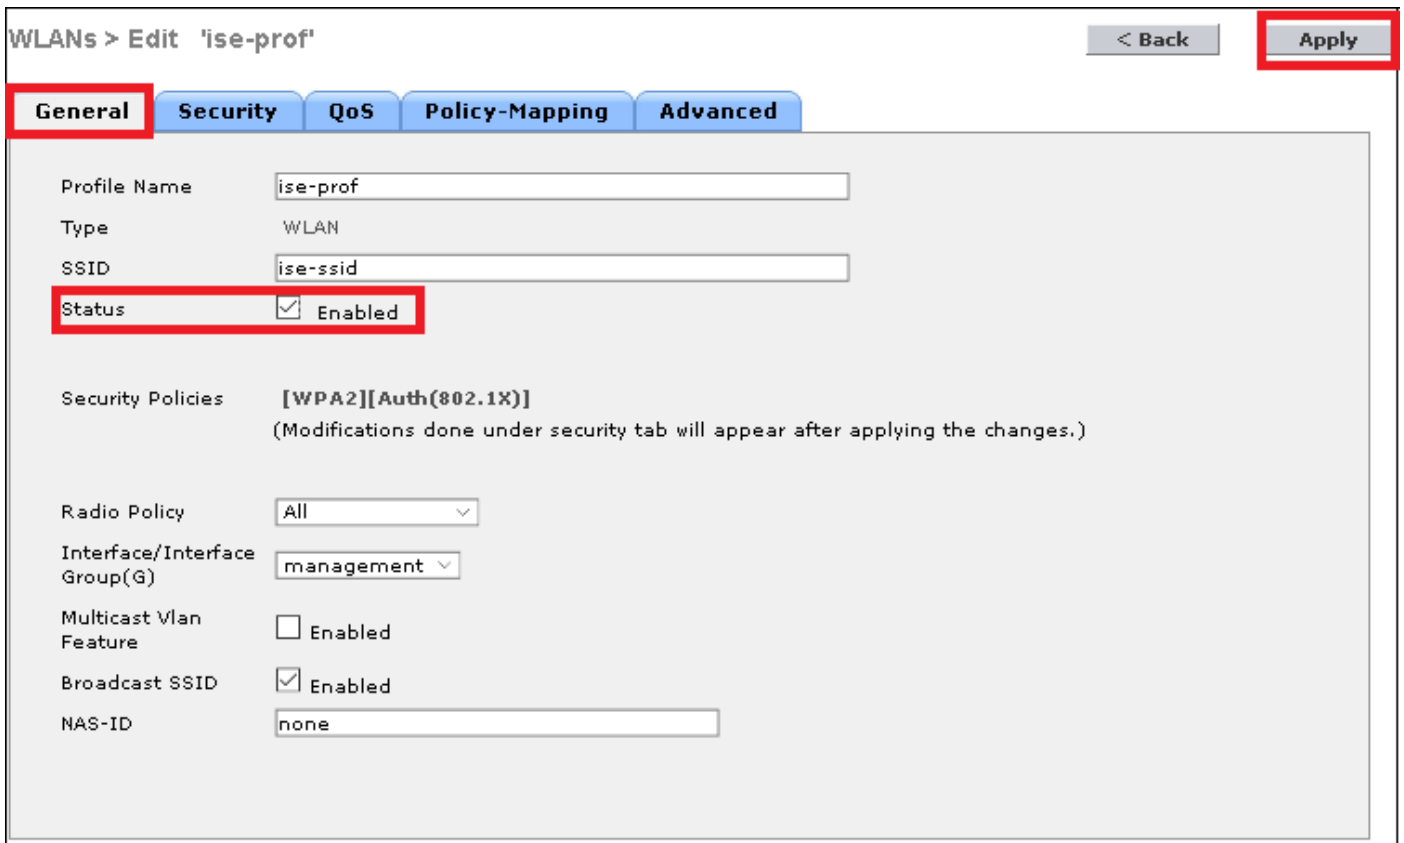 WLANs > Edit 'ise-prof'
< Back
Apply
General
Security
QoS
Policy-Mapping
Advanced
Profile Name
ise-prof
Type
WLAN
SSID
ise-ssid
Status
Enabled
Security Policies
[WPA2][Auth(802.1X)]
(Modifications done under security tab will appear after applying the changes.)
Radio Policy
All
Interface/Interface
Group(G)
management
Multicast Vlan
Feature
Enabled
Broadcast SSID
Enabled
NAS-ID
none